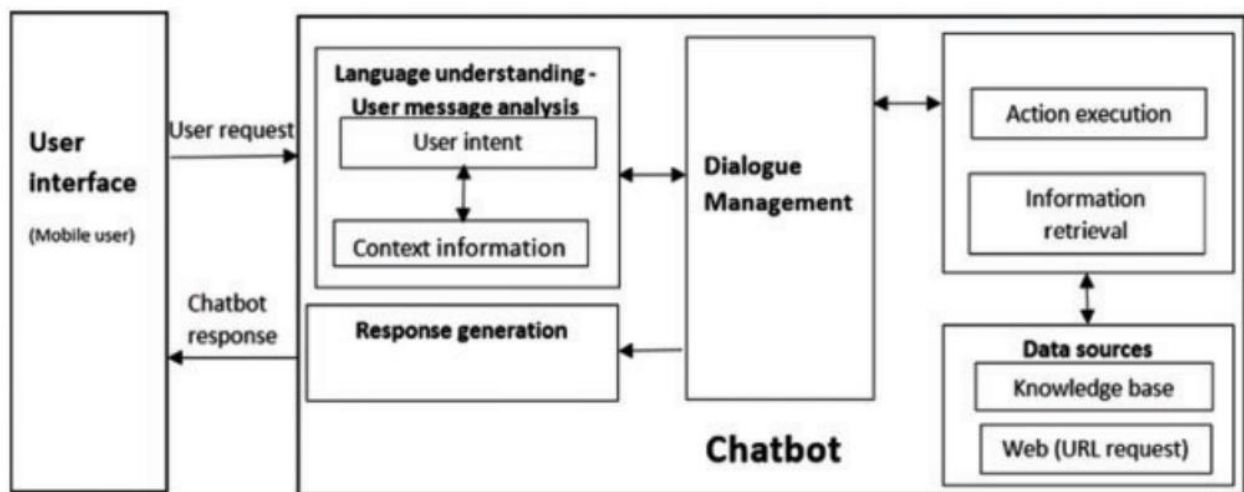 User
interface
(Mobile user)
User request
Chatbot
response
Language understanding -
User message analysis
User intent
Context information
Response generation
Dialogue
Management
Action execution
Information
retrieval
Data sources
Knowledge base
Web (URL request)
Chatbot